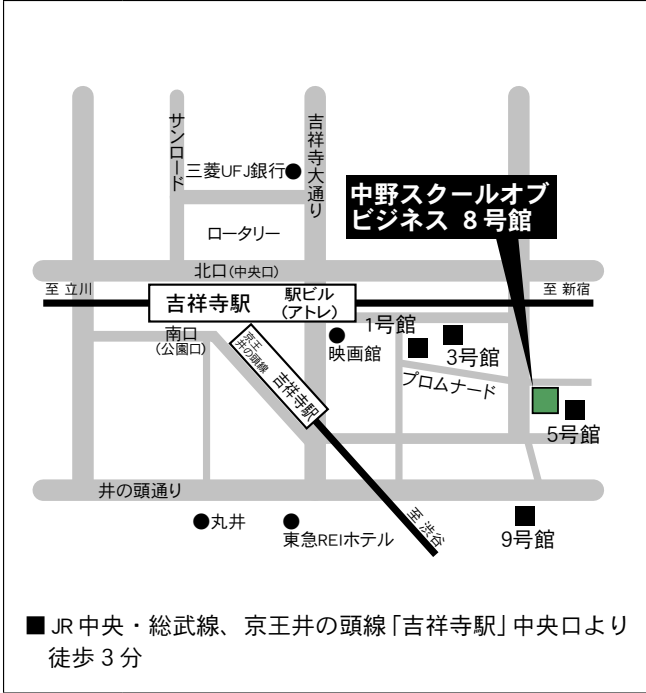 サンロード
吉祥寺大通り
三菱UFJ銀行
ロータリー
中野スクールオブ
ビジネス 8号館
北口(中央口)
至 立川
吉祥寺駅
駅ビル
(アトレ)
至 新宿
南口
(公園口)
京王
井の頭線
吉祥寺駅
映画館
1号館
3号館
プロムナード
5号館
井の頭通り
丸井
東急REIホテル
至 渋谷
9号館
■ JR 中央・総武線、京王井の頭線「吉祥寺駅」中央口より
徒歩 3 分